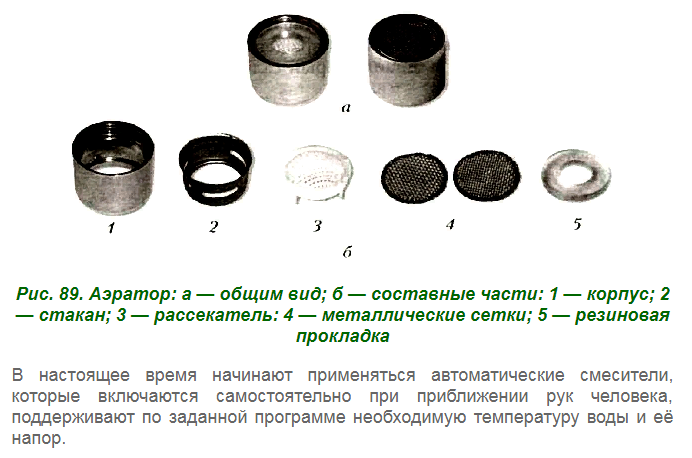 а
1 2 3 4 5
б
Рис. 89. Аэратор: а — общим вид; б — составные части: 1 — корпус; 2
— стакан; 3 — рассекатель: 4 — металлические сетки; 5 — резиновая
прокладка
В настоящее время начинают применяться автоматические смесители,
которые включаются самостоятельно при приближении рук человека,
поддерживают по заданной программе необходимую температуру воды и её
напор.